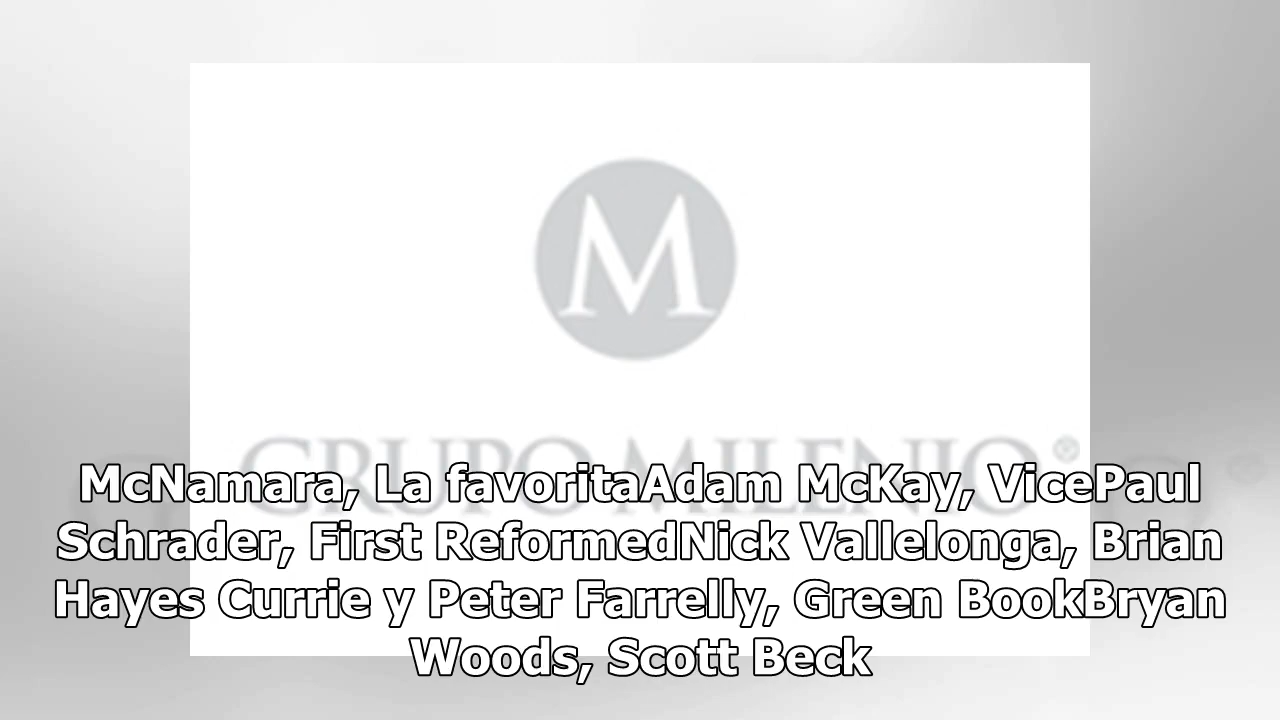 M
GRUPO MILENIO®
McNamara, La favoritaAdam McKay, VicePaul
Schrader, First ReformedNick Vallelonga, Brian
Hayes Currie y Peter Farrelly, Green BookBryan
Woods, Scott Beck